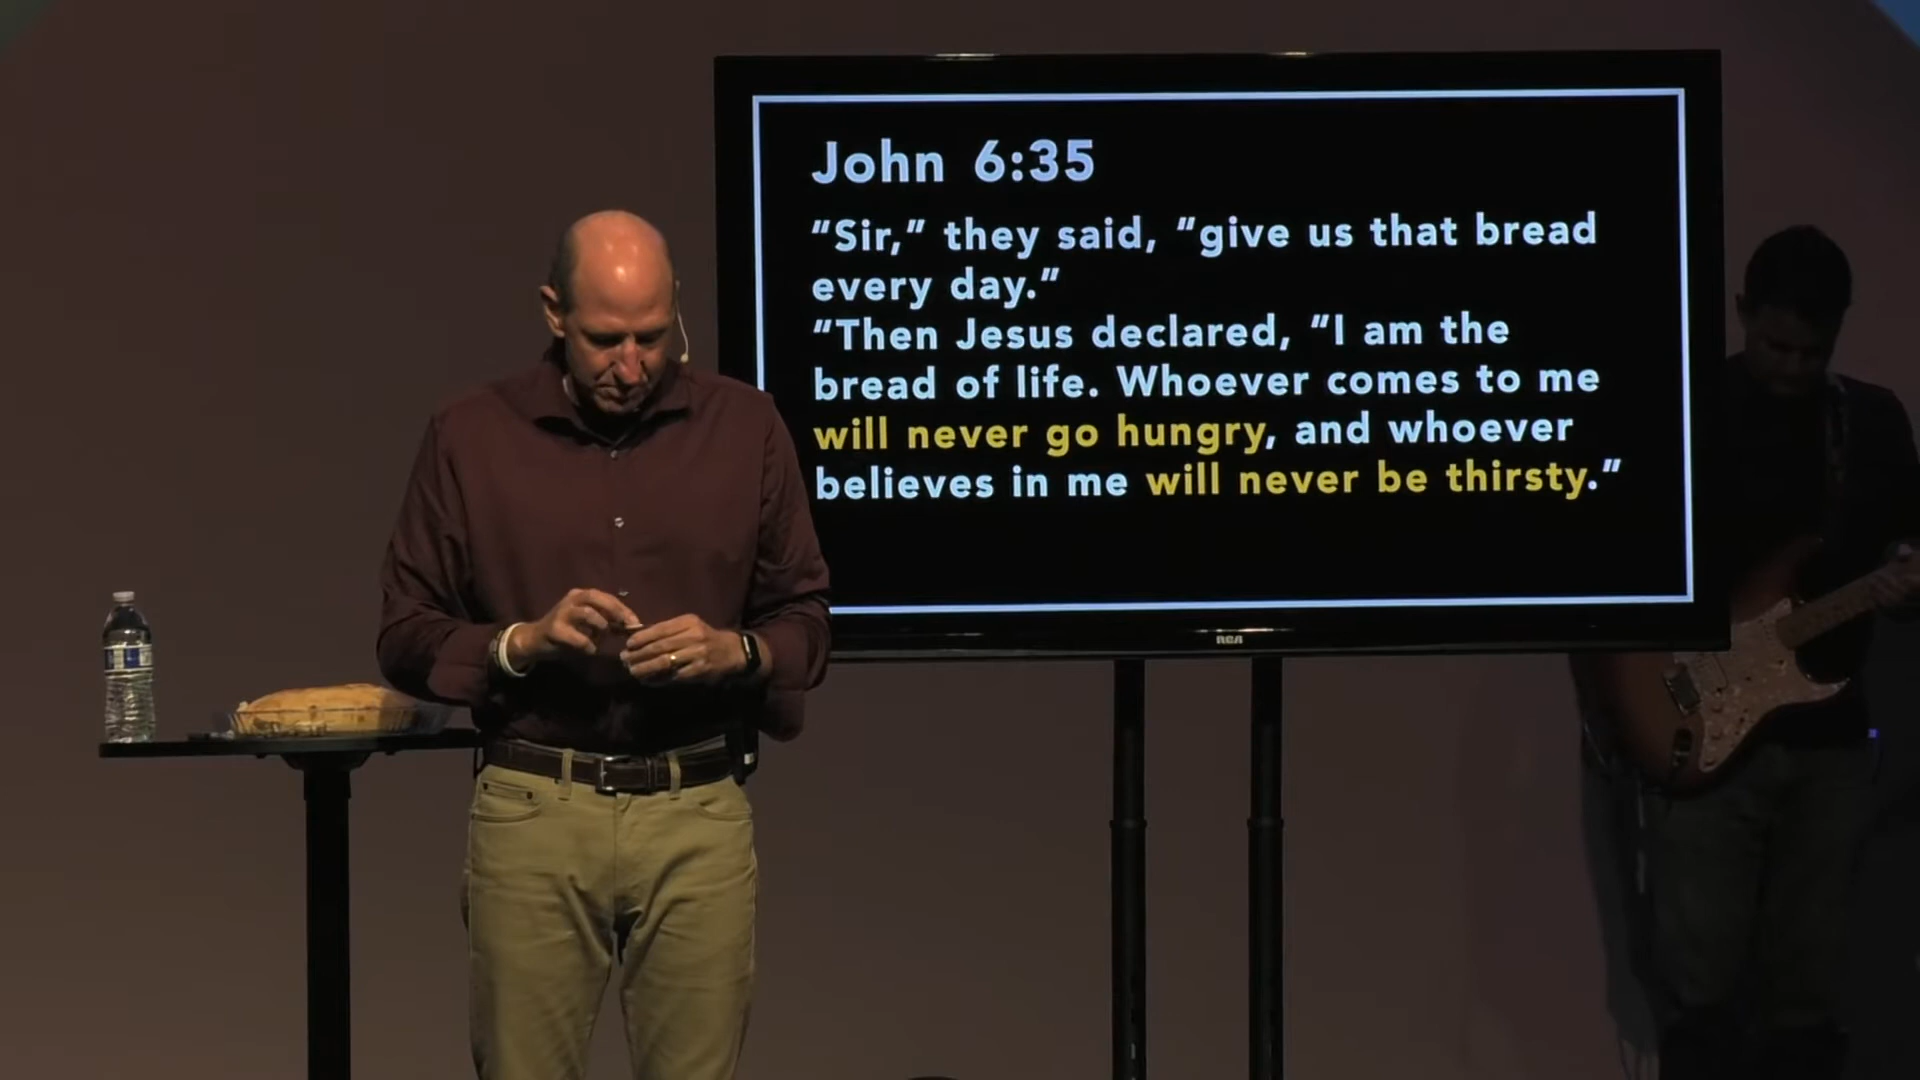 John 6:35
"Sir," they said, "give us that bread
every day."
"Then Jesus declared, "I am the
bread of life. Whoever comes to me
will never go hungry, and whoever
believes in me will never be thirsty."
RCA